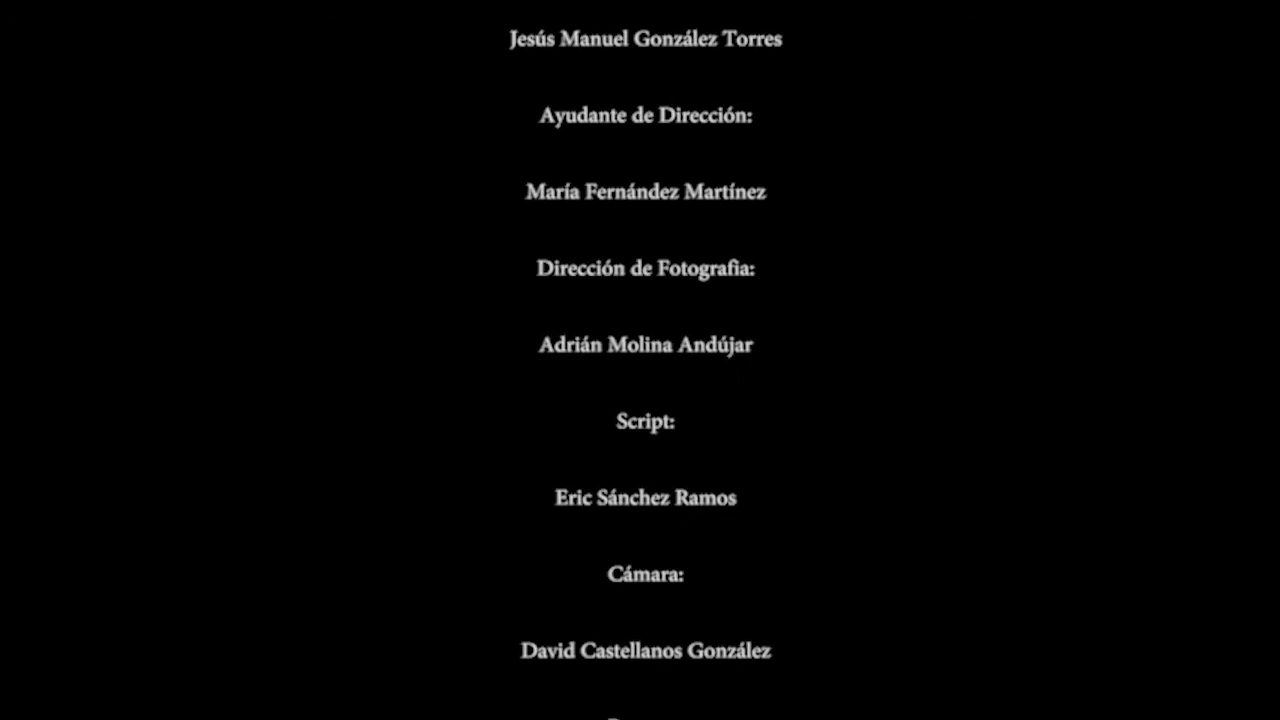 Jesús Manuel González Torres
Ayudante de Dirección:
María Fernández Martínez
Dirección de Fotografia:
Adrián Molina Andújar
Script:
Eric Sánchez Ramos
Cámara:
David Castellanos González